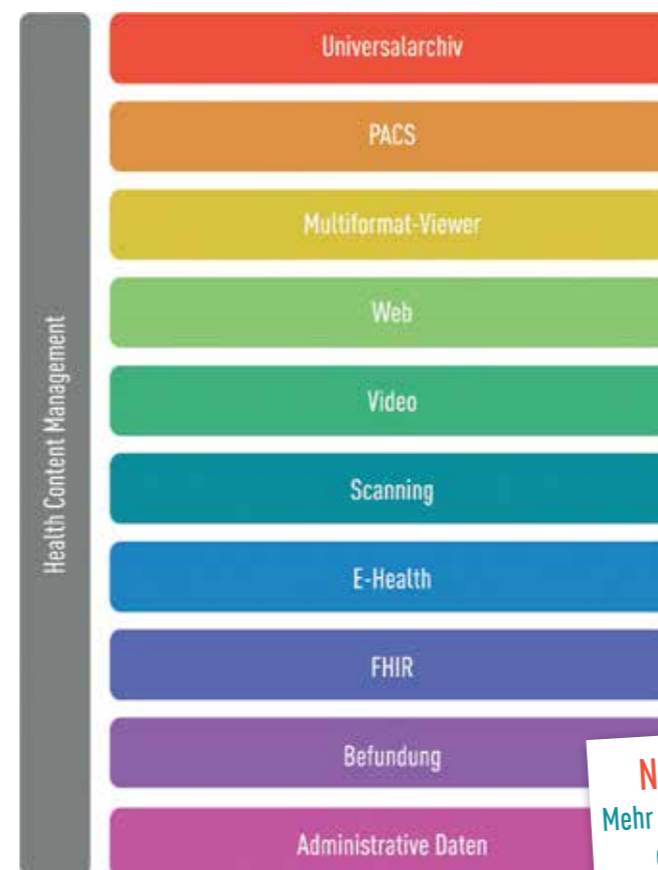 Health Content Management
Universalarchiv
PACS
Multiformat-Viewer
Web
Video
Scanning
E-Health
FHIR
Befundung
Administrative Daten
Mehr